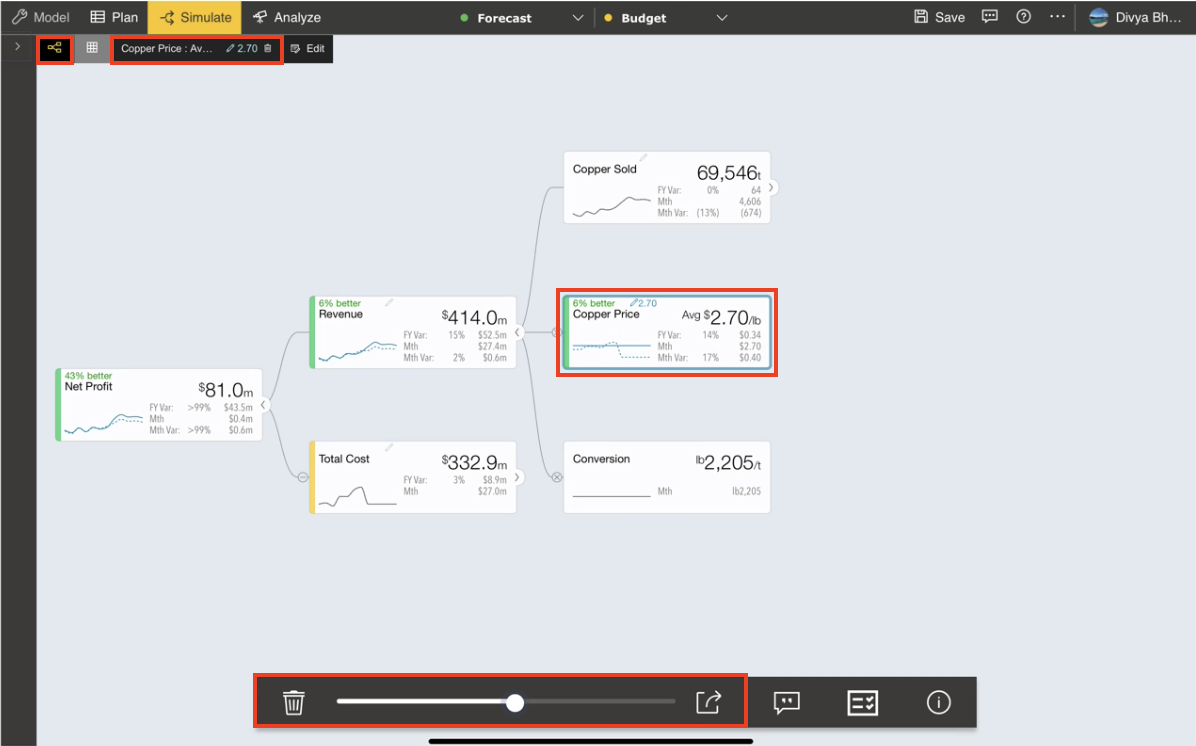 Model Plan Simulate Analyze Forecast Budget Save Divya Bh...
Copper Price : Av... 2.70 Edit
Copper Sold 69,546t
FY Var: 0% 64
Mth 4,606
Mth Var: (13%) (674)
6% better
Revenue $414.0m
FY Var: 15% $52.5m
Mth $27.4m
Mth Var: 2% $0.6m
6% better 2.70
Copper Price Avg $2.70/lb
FY Var: 14% $0.34
Mth $2.70
Mth Var: 17% $0.40
43% better
Net Profit $81.0m
FY Var: >99% $43.5m
Mth $0.4m
Mth Var: >99% $0.6m
Total Cost $332.9m
FY Var: 3% $8.9m
Mth $27.0m
Conversion lb2,205/t
Mth lb2,205